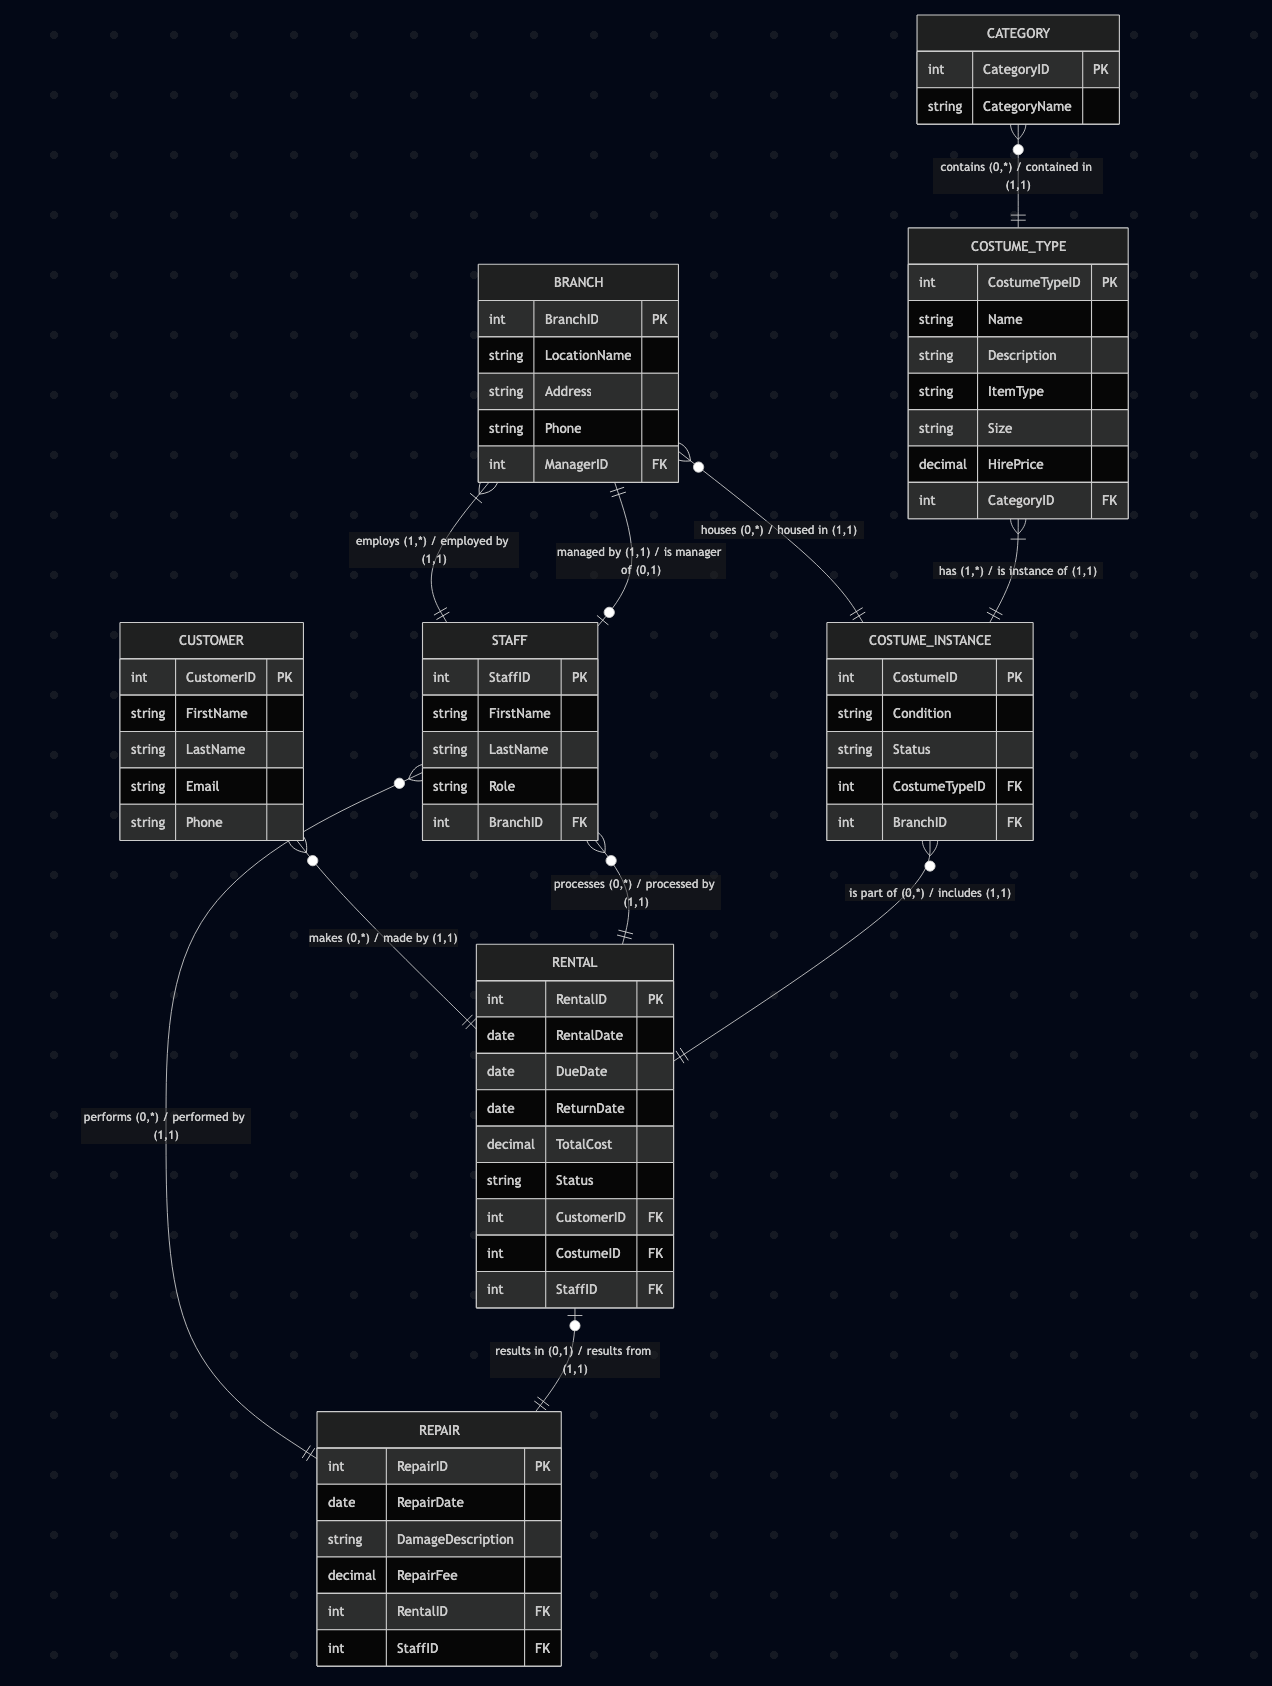 CATEGORY
int CategoryID PK
string CategoryName
contains (0,*) / contained in
(1,1)
COSTUME_TYPE
int CostumeTypeID PK
string Name
string Description
string ItemType
string Size
decimal HirePrice
int CategoryID FK
BRANCH
int BranchID PK
string LocationName
string Address
string Phone
int ManagerID FK
houses (0,*) / housed in (1,1)
employs (1,*) / employed by
(1,1)
managed by (1,1) / is manager
of (0,1)
has (1,*) / is instance of (1,1)
CUSTOMER
int CustomerID PK
string FirstName
string LastName
string Email
string Phone
STAFF
int StaffID PK
string FirstName
string LastName
string Role
int BranchID FK
COSTUME_INSTANCE
int CostumeID PK
string Condition
string Status
int CostumeTypeID FK
int BranchID FK
processes (0,*) / processed by
(1,1)
is part of (0,*) / includes (1,1)
makes (0,*) / made by (1,1)
RENTAL
int RentalID PK
date RentalDate
date DueDate
date ReturnDate
decimal TotalCost
string Status
int CustomerID FK
int CostumeID FK
int StaffID FK
performs (0,*) / performed by
(1,1)
results in (0,1) / results from
(1,1)
REPAIR
int RepairID PK
date RepairDate
string DamageDescription
decimal RepairFee
int RentalID FK
int StaffID FK